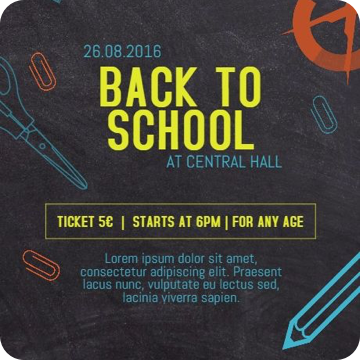 26.08.2016
BACK TO
SCHOOL
AT CENTRAL HALL
TICKET 5€ | STARTS AT 6PM | FOR ANY AGE
Lorem ipsum dolor sit am,
consectetur adipiscing elit. Praesent
lacus nunc, vulputate eu lectus sed,
lacinia viverra sapien.